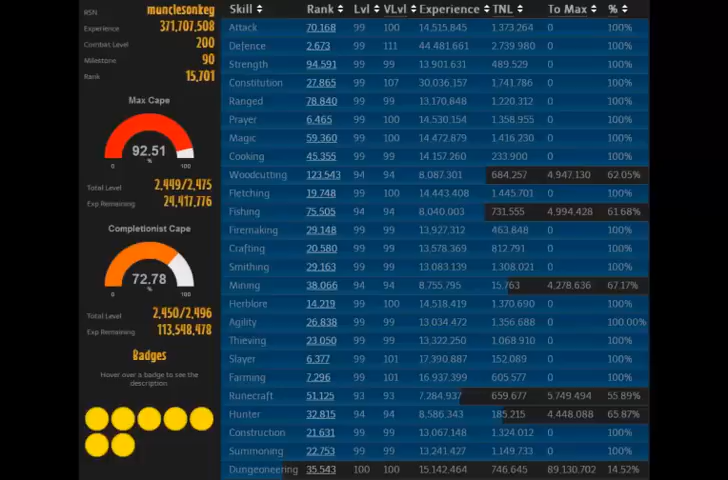 RSN munclesonkey
Experience 371,707,508
Combat Level 200
Milestone 90
Rank 15,701
Max Cape
92.51
%
0 100
Total Level 2,449/2,475
Exp Remaining 24,417,776
Completionist Cape
72.78
%
0 100
Total Level 2,450/2,496
Exp Remaining 113,548,478
Badges
Hover over a badge to see the
description.
Skill Rank Lvl VLvl Experience TNL To Max %
Attack 70.168 99 100 14,515.845 1.373.264 0 100%
Defence 2.673 99 111 44,481.661 2.739.980 0 100%
Strength 94.591 99 99 13.901.631 489.529 0 100%
Constitution 27.865 99 107 30,036.157 1.741.786 0 100%
Ranged 78.840 99 99 13,170,848 1.220.312 0 100%
Prayer 6.465 99 100 14,530.154 1.358.955 0 100%
Magic 59.360 99 100 14.472.879 1.416.230 0 100%
Cooking 45.355 99 99 14,157.260 233.900 0 100%
Woodcutting 123.543 94 94 8.087.301 684.257 4.947.130 62.05%
Fletching 19.748 99 100 14,443.408 1.445.701 0 100%
Fishing 75.505 94 94 8.040.003 731,555 4.994.428 61.68%
Firemaking 29.148 99 99 13,927,312 463.848 0 100%
Crafting 20.580 99 99 13,578.369 812.791 0 100%
Smithing 29.163 99 99 13.083.139 1.308.021 0 100%
Mining 38.066 94 94 8.755.795 15.763 4,278,636 67.17%
Herblore 14.219 99 100 14,518.419 1.370.690 0 100%
Agility 26.838 99 99 13,034,472 1.356.688 0 100.00%
Thieving 23.050 99 99 13,322.250 1.068.910 0 100%
Slayer 6.377 99 101 17,390.887 152.089 0 100%
Farming 7.296 99 101 16,937.399 605.577 0 100%
Runecraft 51.125 93 93 7.284.937 659.677 5.749.494 55.89%
Hunter 32.815 94 94 8,586.343 185.215 4,448.088 65.87%
Construction 21.631 99 99 13,067.148 1.324.012 0 100%
Summoning 22.753 99 99 13,241.427 1,149.733 0 100%
Dungeoneering 35.543 100 100 15,142.464 746.645 89,130.702 14.52%